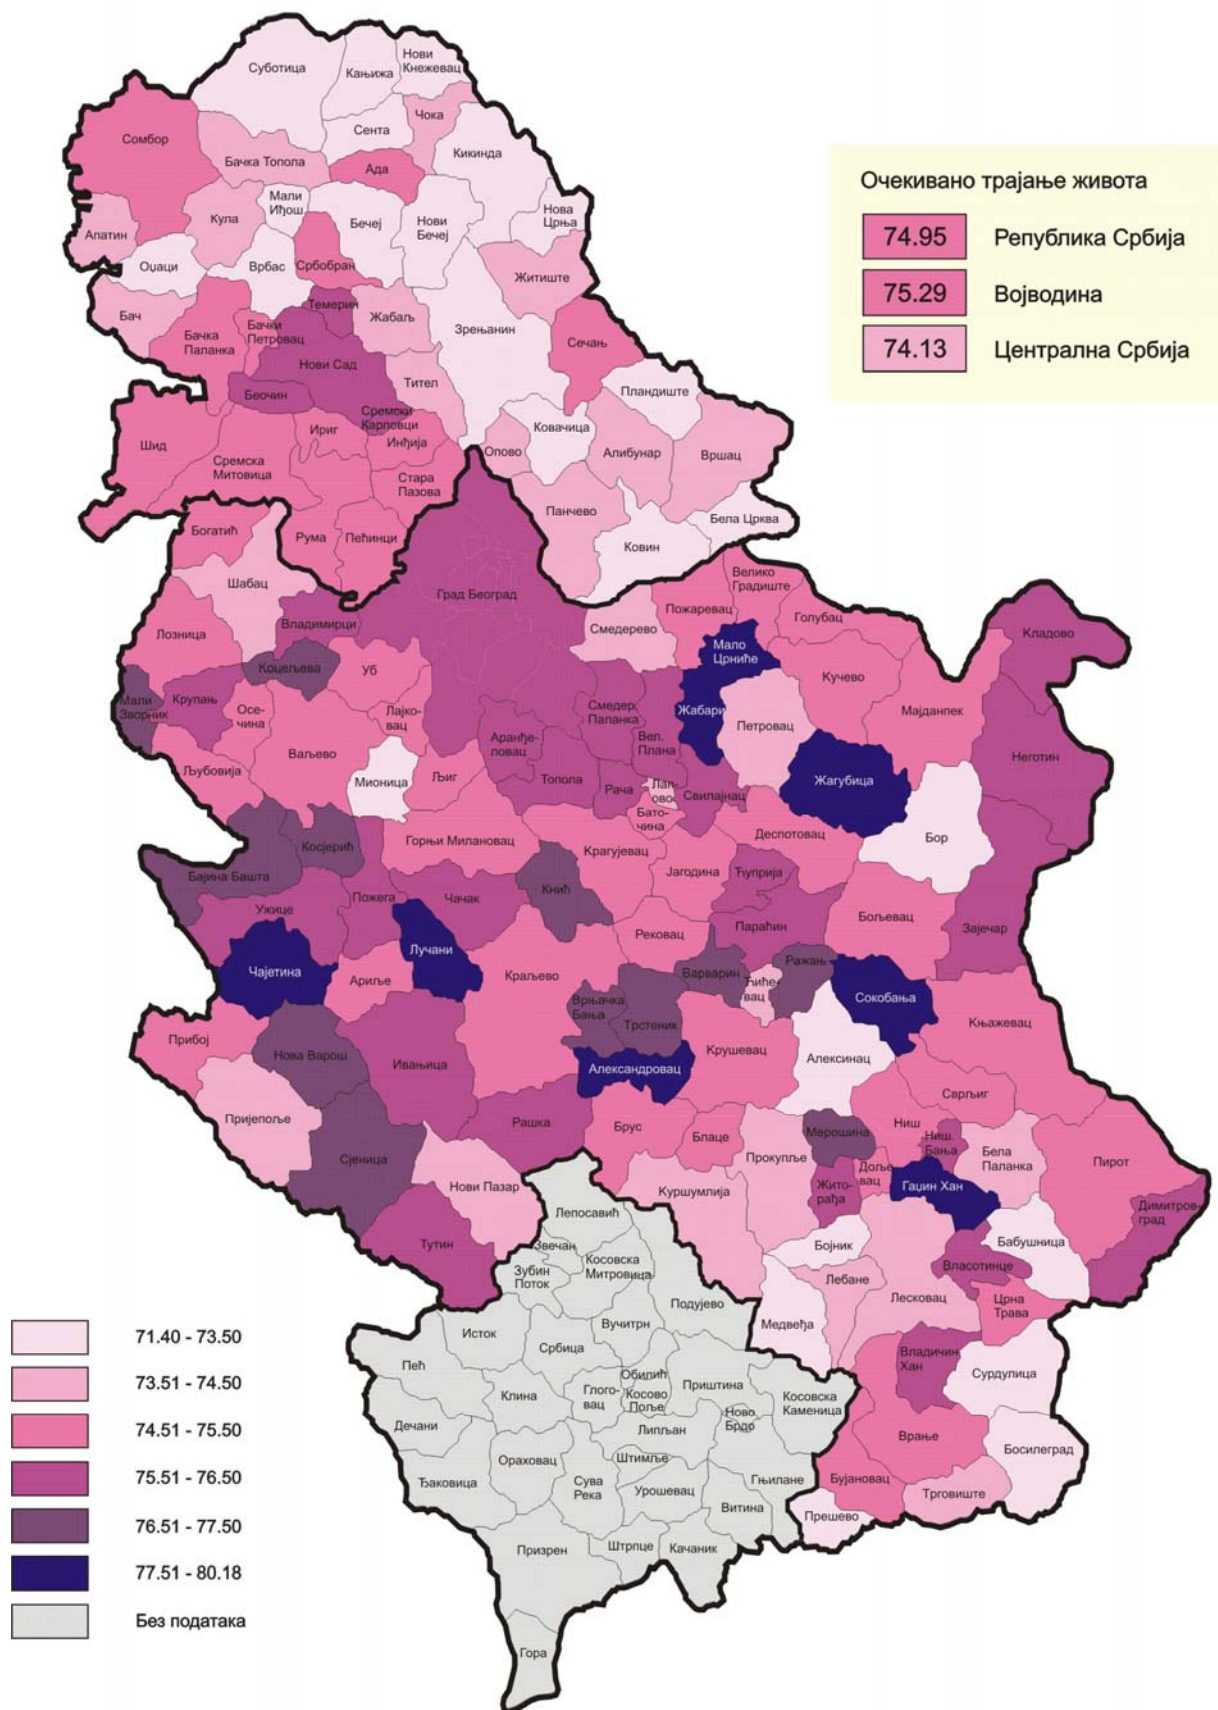 Суботица
Кањижа
Нови
Кнежевац
Сомбор
Сента
Чока
Кикинда
Бачка Топола
Ада
Мали
Иђош
Апатин
Кула
Бечеј
Нови
Бечеј
Нова
Црња
Оџаци
Врбас
Србобран
Житиште
Бач
Темерин
Жабаљ
Зрењанин
Бачка
Паланка
Бачки
Петровац
Сечањ
Нови Сад
Тител
Беочин
Пландиште
Сремски
Карловци
Ковачица
Шид
Ириг
Инђија
Опово
Алибунар
Вршац
Сремска
Митовица
Стара
Пазова
Панчево
Бела Црква
Богатић
Рума
Пећинци
Ковин
Очекивано трајање живота
74.95 Република Србија
75.29 Војводина
74.13 Централна Србија
Шабац
Град Београд
Велико
Градиште
Пожаревац
Голубац
Лозница
Владимирци
Смедерево
Кладово
Коцељева
Уб
Мало
Црниће
Кучево
Мали
Зворник
Крупањ
Осе-
чина
Лајко-
вац
Смедер.
Паланка
Жабари
Петровац
Мајданпек
Аранђе-
ловац
Вел.
Плана
Ваљево
Неготин
Љубовија
Мионица
Љиг
Топола
Рача
Лап-
ово
Свилајнац
Жагубица
Бато-
чина
Косјерић
Горњи Милановац
Деспотовац
Бор
Крагујевац
Јагодина
Ћуприја
Бајина Башта
Кнић
Ужице
Пожега
Чачак
Параћин
Бољевац
Зајечар
Рековац
Чајетина
Лучани
Ариље
Краљево
Варварин
Ћиће-
вац
Ражањ
Сокобања
Књажевац
Врњачка
Бања
Трстеник
Прибој
Нова Варош
Ивањица
Крушевац
Алексинац
Александровац
Сврљиг
Пријепоље
Рашка
Брус
Блаце
Мерошина
Ниш
Ниш.
Бања
Бела
Паланка
Пирот
Сјеница
Прокупље
Доље-
вац
Нови Пазар
Куршумлија
Жито-
рађа
Гаџин Хан
Димитров-
град
Тутин
Лепосавић
Бојник
Бабушница
Звечан
Косовска
Митровица
Зубин
Поток
Лебане
Власотинце
Подујево
Лесковац
Црна
Трава
Медвеђа
Исток
Вучитрн
Србица
Владичин
Хан
Пећ
Обилић
Приштина
Сурдулица
Клина
Глого-
вац
Косово
Поље
Косовска
Каменица
Ново
Брдо
Дечани
Липљан
Врање
Босилеград
Ораховац
Штимље
Ђаковица
Сува
Река
Урошевац
Гњилане
Бујановац
Витина
Трговиште
Прешево
Призрен
Штрпце
Качаник
Гора
71.40 - 73.50
73.51 - 74.50
74.51 - 75.50
75.51 - 76.50
76.51 - 77.50
77.51 - 80.18
Без података